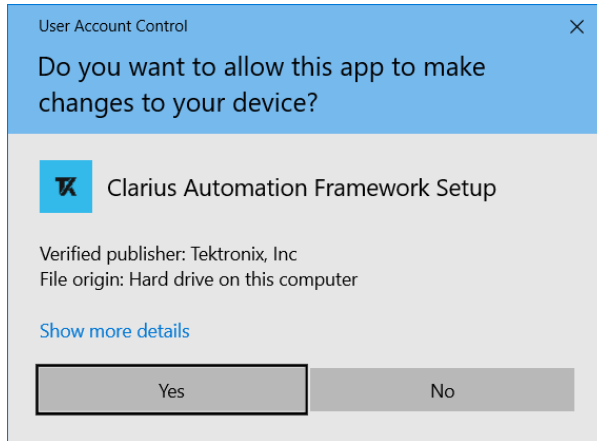 User Account Control
Do you want to allow this app to make
changes to your device?
TK Clarius Automation Framework Setup
Verified publisher: Tektronix, Inc
File origin: Hard drive on this computer
Show more details
Yes No